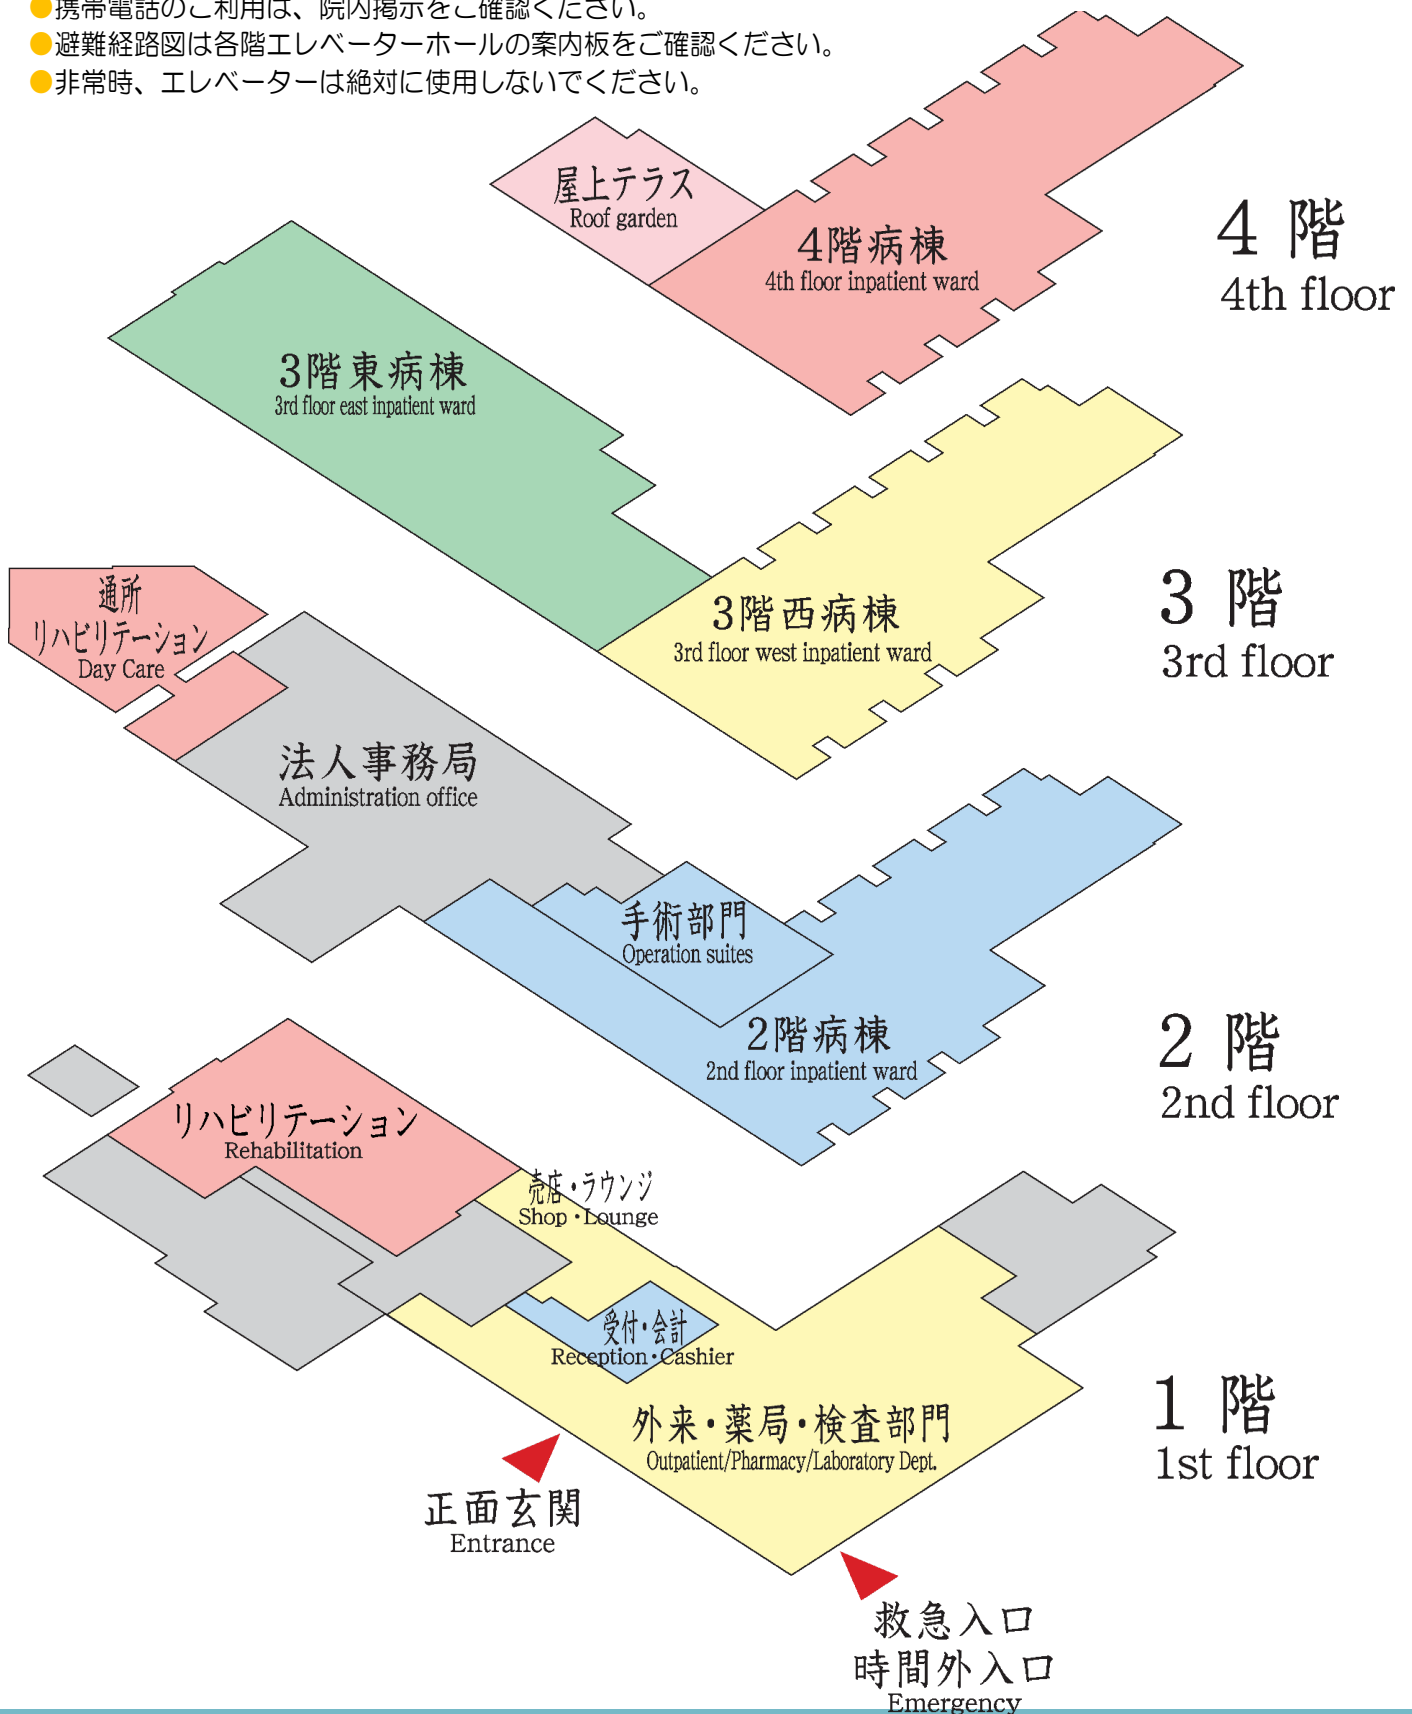 ●携帯電話のご利用は、院内掲示をご確認ください。
●避難経路図は各階エレベーターホールの案内板をご確認ください。
●非常時、エレベーターは絶対に使用しないでください。
屋上テラス
Roof garden
4階病棟
4th floor inpatient ward
4 階
4th floor
3階東病棟
3rd floor east inpatient ward
3階西病棟
3rd floor west inpatient ward
3 階
3rd floor
通所
リハビリテーション
Day Care
法人事務局
Administration office
手術部門
Operation suites
2階病棟
2nd floor inpatient ward
2 階
2nd floor
リハビリテーション
Rehabilitation
売店・ラウンジ
Shop・Lounge
受付・会計
Reception・Cashier
外来・薬局・検査部門
Outpatient/Pharmacy/Laboratory Dept.
1 階
1st floor
正面玄関
Entrance
救急入口
時間外入口
Emergency